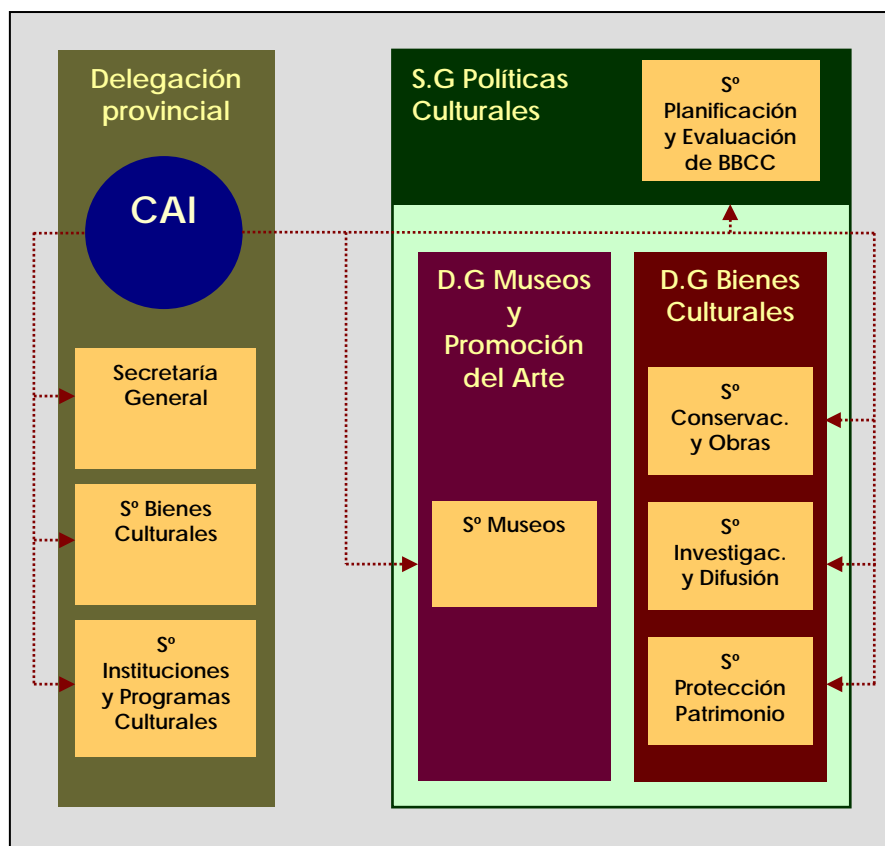 Delegación
provincial
CAI
Secretaría
General
Sº Bienes
Culturales
Sº
Instituciones
y Programas
Culturales
S.G Políticas
Culturales
Sº
Planificación
y Evaluación
de BBCC
D.G Museos
y
Promoción
del Arte
Sº Museos
D.G Bienes
Culturales
Sº
Conservac.
y Obras
Sº
Investigac.
y Difusión
Sº
Protección
Patrimonio